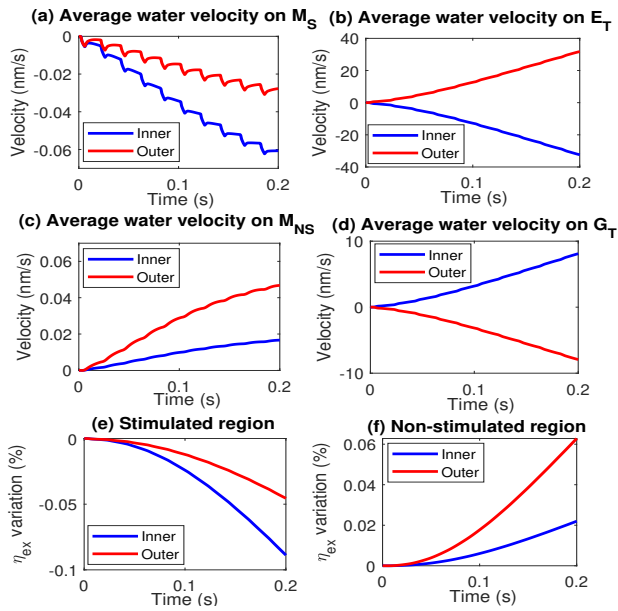 (a) Average water velocity on M_S
0
-0.02
-0.04
-0.06
Velocity (nm/s)
Inner
Outer
0
0.1
0.2
Time (s)
(b) Average water velocity on E_T
40
20
0
-20
-40
Velocity (nm/s)
Inner
Outer
0
0.1
0.2
Time (s)
(c) Average water velocity on M_NS
0.06
0.04
0.02
0
Velocity (nm/s)
Inner
Outer
0
0.1
0.2
Time (s)
(d) Average water velocity on G_T
10
0
-10
Velocity (nm/s)
Inner
Outer
0
0.1
0.2
Time (s)
(e) Stimulated region
0
-0.05
-0.1
η_ex variation (%)
Inner
Outer
0
0.1
0.2
Time (s)
(f) Non-stimulated region
0.06
0.04
0.02
0
η_ex variation (%)
Inner
Outer
0
0.1
0.2
Time (s)